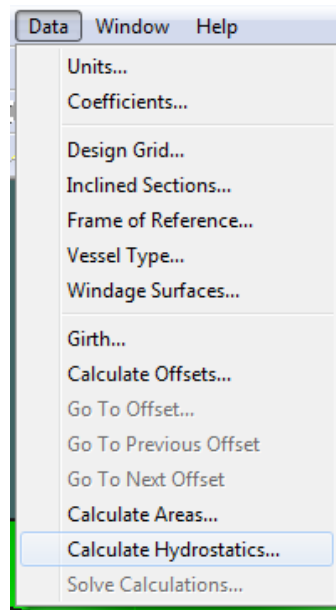 Data Window Help
Units...
Coefficients...
Design Grid...
Inclined Sections...
Frame of Reference...
Vessel Type...
Windage Surfaces...
Girth...
Calculate Offsets...
Go To Offset...
Go To Previous Offset
Go To Next Offset
Calculate Areas...
Calculate Hydrostatics...
Solve Calculations...